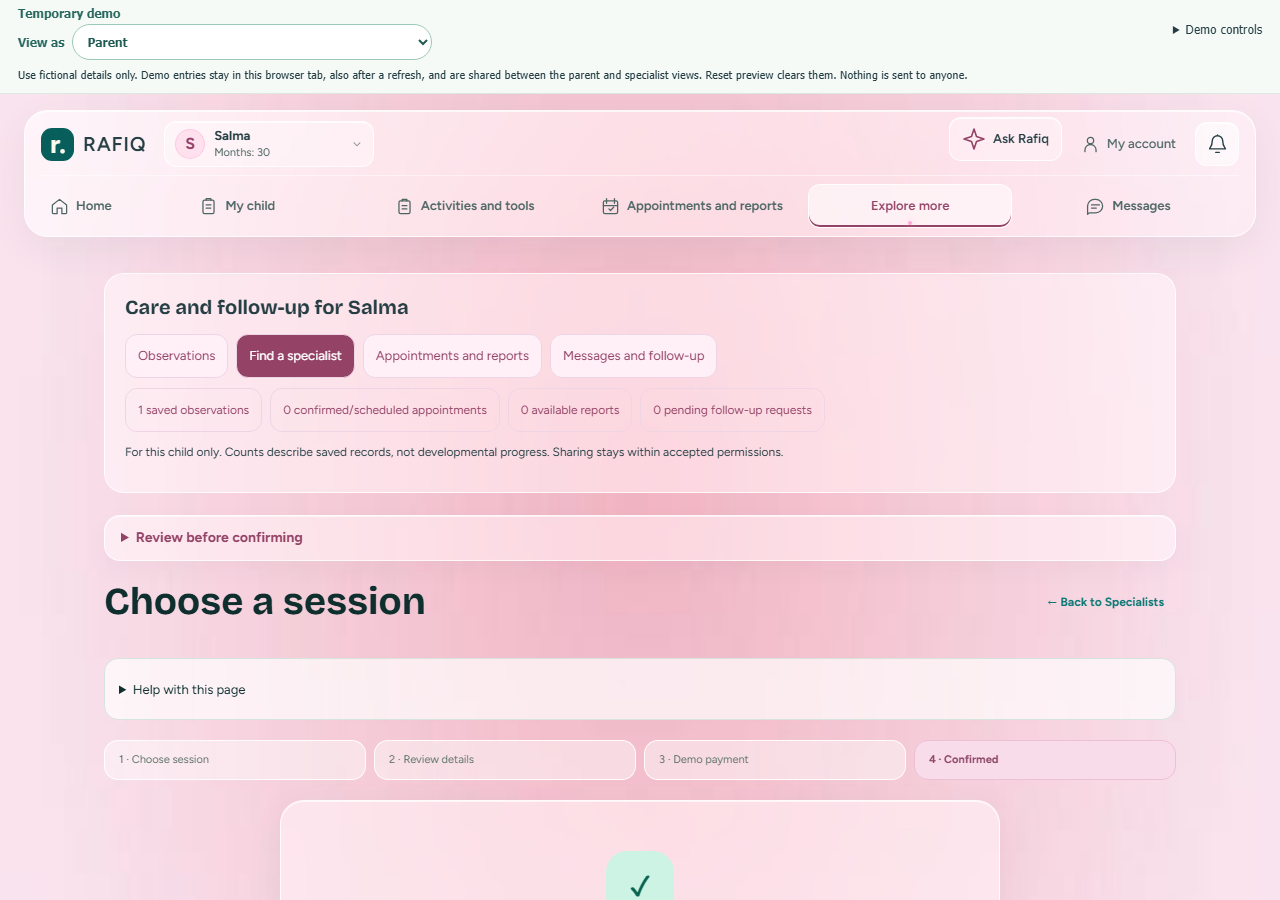 Temporary demo
View as Parent
▶ Demo controls
Use fictional details only. Demo entries stay in this browser tab, also after a refresh, and are shared between the parent and specialist views. Reset preview clears them. Nothing is sent to anyone.
r. RAFIQ
S
Salma
Months: 30
Ask Rafiq
My account
Home
My child
Activities and tools
Appointments and reports
Explore more
Messages
Care and follow-up for Salma
Observations
Find a specialist
Appointments and reports
Messages and follow-up
1 saved observations
0 confirmed/scheduled appointments
0 available reports
0 pending follow-up requests
For this child only. Counts describe saved records, not developmental progress. Sharing stays within accepted permissions.
▶ Review before confirming
Choose a session
← Back to Specialists
▶ Help with this page
1 · Choose session
2 · Review details
3 · Demo payment
4 · Confirmed
✓